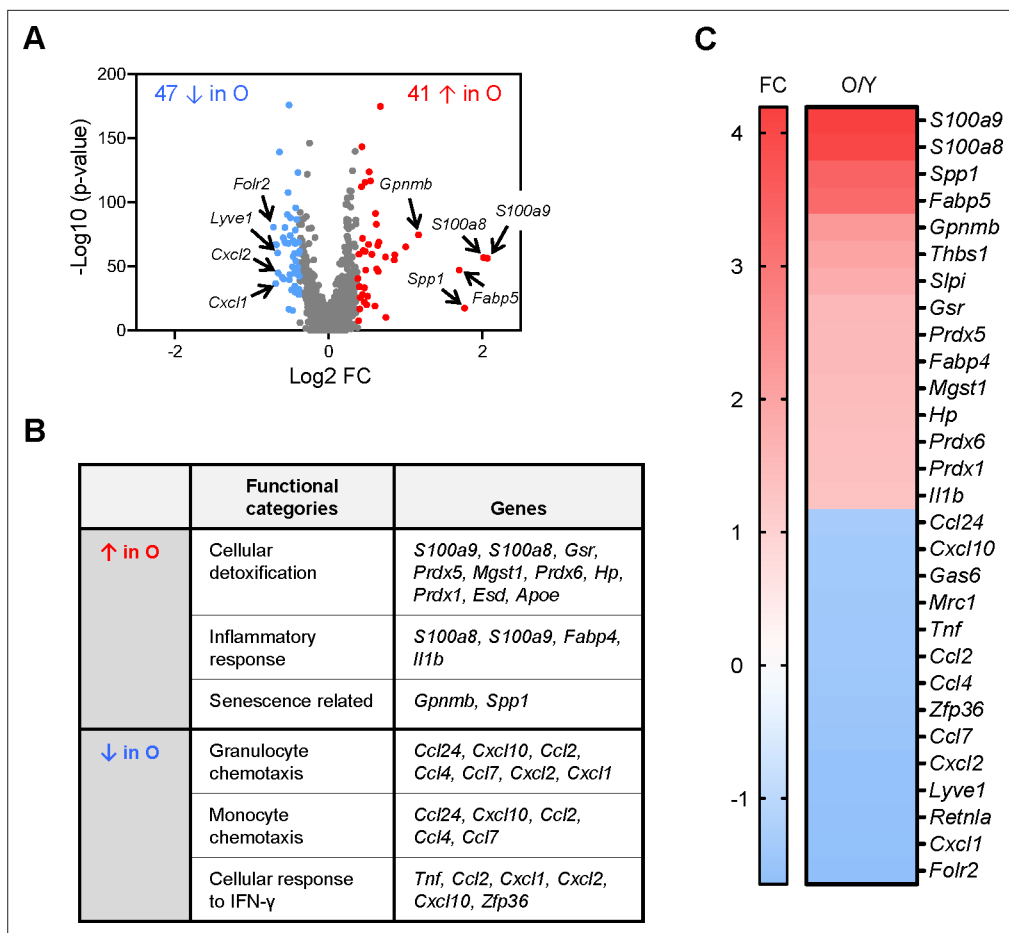 A
47 ↓ in O
41 ↑ in O
200
150
100
50
0
-Log10 (p-value)
Folr2
Lyve1
Cxcl2
Cxcl1
Gpnmb
S100a8
S100a9
Spp1
Fabp5
-2
0
2
Log2 FC
B
Functional
categories
Genes
↑ in O
Cellular
detoxification
S100a9, S100a8, Gsr,
Prdx5, Mgst1, Prdx6, Hp,
Prdx1, Esd, Apoe
Inflammatory
response
S100a8, S100a9, Fabp4,
Il1b
Senescence related
Gpnmb, Spp1
↓ in O
Granulocyte
chemotaxis
Ccl24, Cxcl10, Ccl2,
Ccl4, Ccl7, Cxcl2, Cxcl1
Monocyte
chemotaxis
Ccl24, Cxcl10, Ccl2,
Ccl4, Ccl7
Cellular response
to IFN-γ
Tnf, Ccl2, Cxcl1, Cxcl2,
Cxcl10, Zfp36
C
FC
O/Y
4
3
2
1
0
-1
S100a9
S100a8
Spp1
Fabp5
Gpnmb
Thbs1
Slpi
Gsr
Prdx5
Fabp4
Mgst1
Hp
Prdx6
Prdx1
Il1b
Ccl24
Cxcl10
Gas6
Mrc1
Tnf
Ccl2
Ccl4
Zfp36
Ccl7
Cxcl2
Lyve1
Retnla
Cxcl1
Folr2